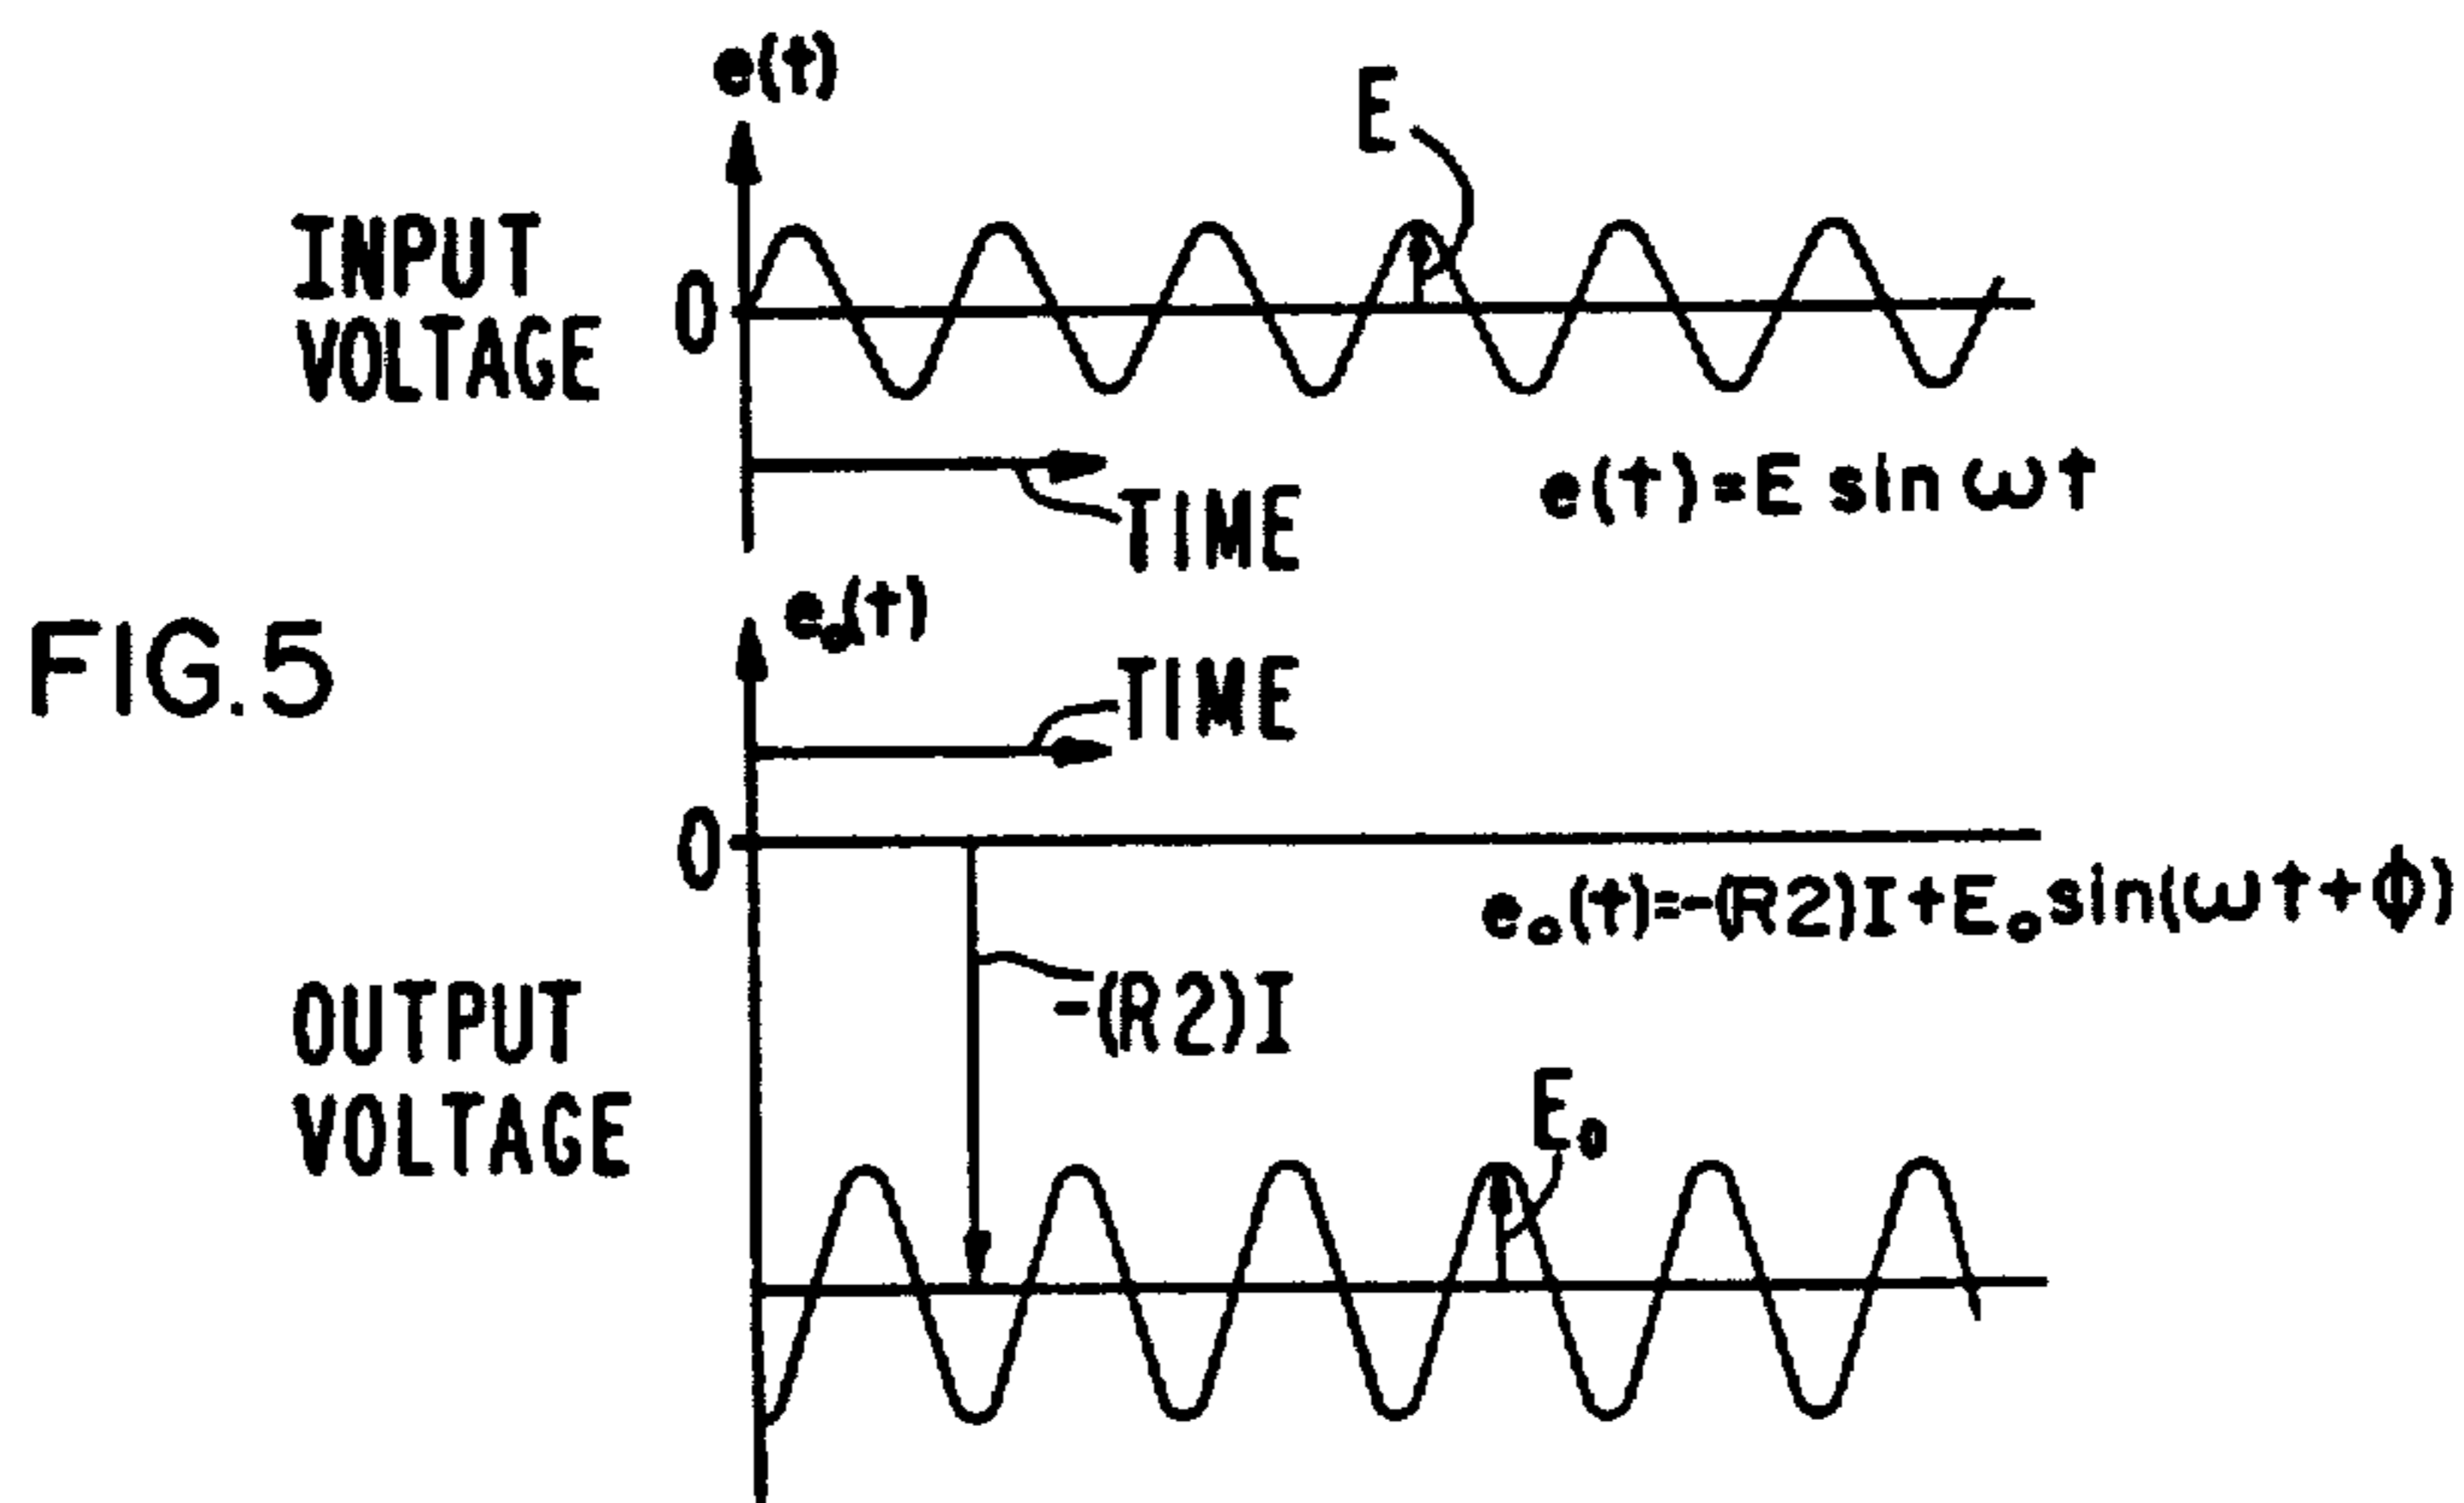 e(t)
E
INPUT
VOLTAGE
0
TIME
e(t)=E sin ωt
FIG.5
e₀(t)
TIME
0
e₀(t)=-(R2)I+E₀sin(ωt+ϕ)
-(R2)I
OUTPUT
VOLTAGE
E₀